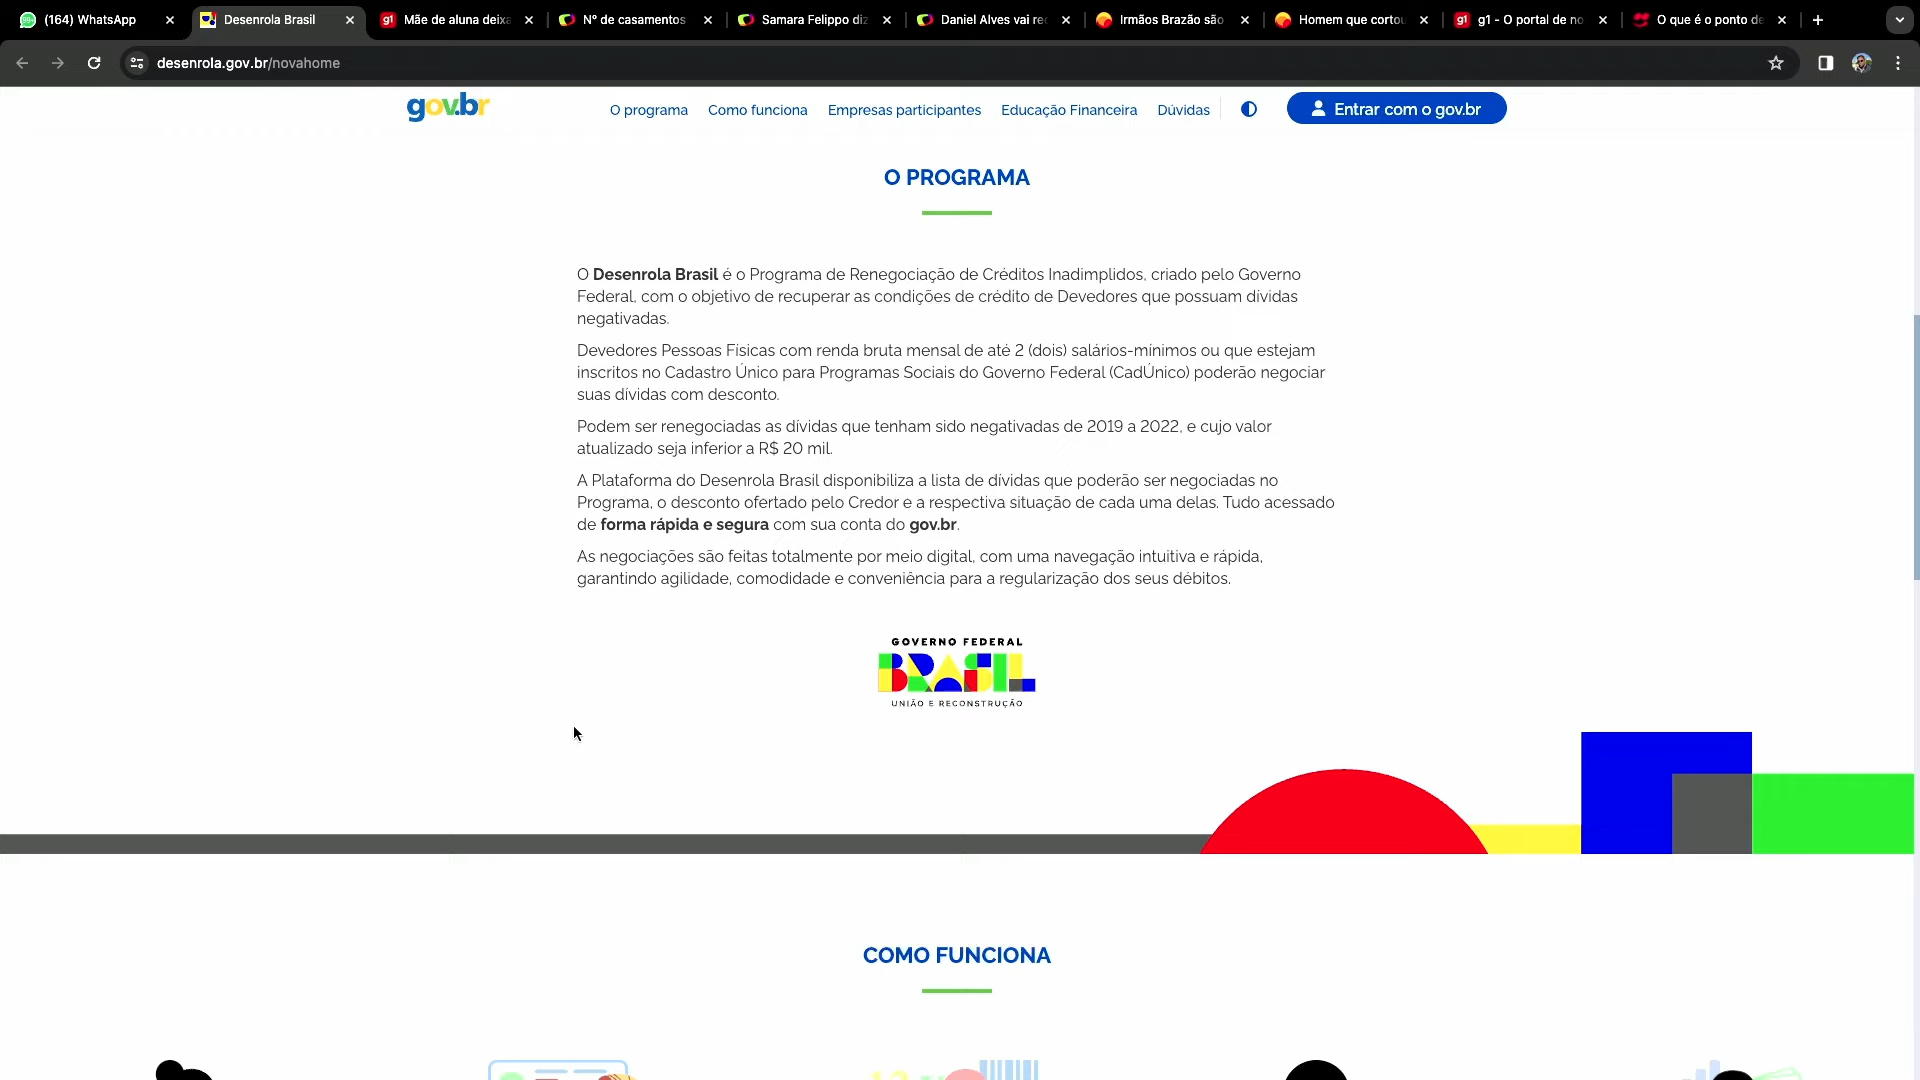 (164) WhatsApp
Desenrola Brasil
Mãe de aluna deixa
Nº de casamentos
Samara Felippo diz
Daniel Alves vai re
Irmãos Brazão são
Homem que cortou
g1 - O portal de no
O que é o ponto de
desenrola.gov.br/novahome
gov.br
O programa
Como funciona
Empresas participantes
Educação Financeira
Dúvidas
Entrar com o gov.br
O PROGRAMA
O Desenrola Brasil é o Programa de Renegociação de Créditos Inadimplidos, criado pelo Governo
Federal, com o objetivo de recuperar as condições de crédito de Devedores que possuam dívidas
negativadas.
Devedores Pessoas Físicas com renda bruta mensal de até 2 (dois) salários-mínimos ou que estejam
inscritos no Cadastro Único para Programas Sociais do Governo Federal (CadÚnico) poderão negociar
suas dívidas com desconto.
Podem ser renegociadas as dívidas que tenham sido negativadas de 2019 a 2022, e cujo valor
atualizado seja inferior a R$ 20 mil.
A Plataforma do Desenrola Brasil disponibiliza a lista de dívidas que poderão ser negociadas no
Programa, o desconto ofertado pelo Credor e a respectiva situação de cada uma delas. Tudo acessado
de forma rápida e segura com sua conta do gov.br.
As negociações são feitas totalmente por meio digital, com uma navegação intuitiva e rápida,
garantindo agilidade, comodidade e conveniência para a regularização dos seus débitos.
GOVERNO FEDERAL
BRASIL
UNIÃO E RECONSTRUÇÃO
COMO FUNCIONA